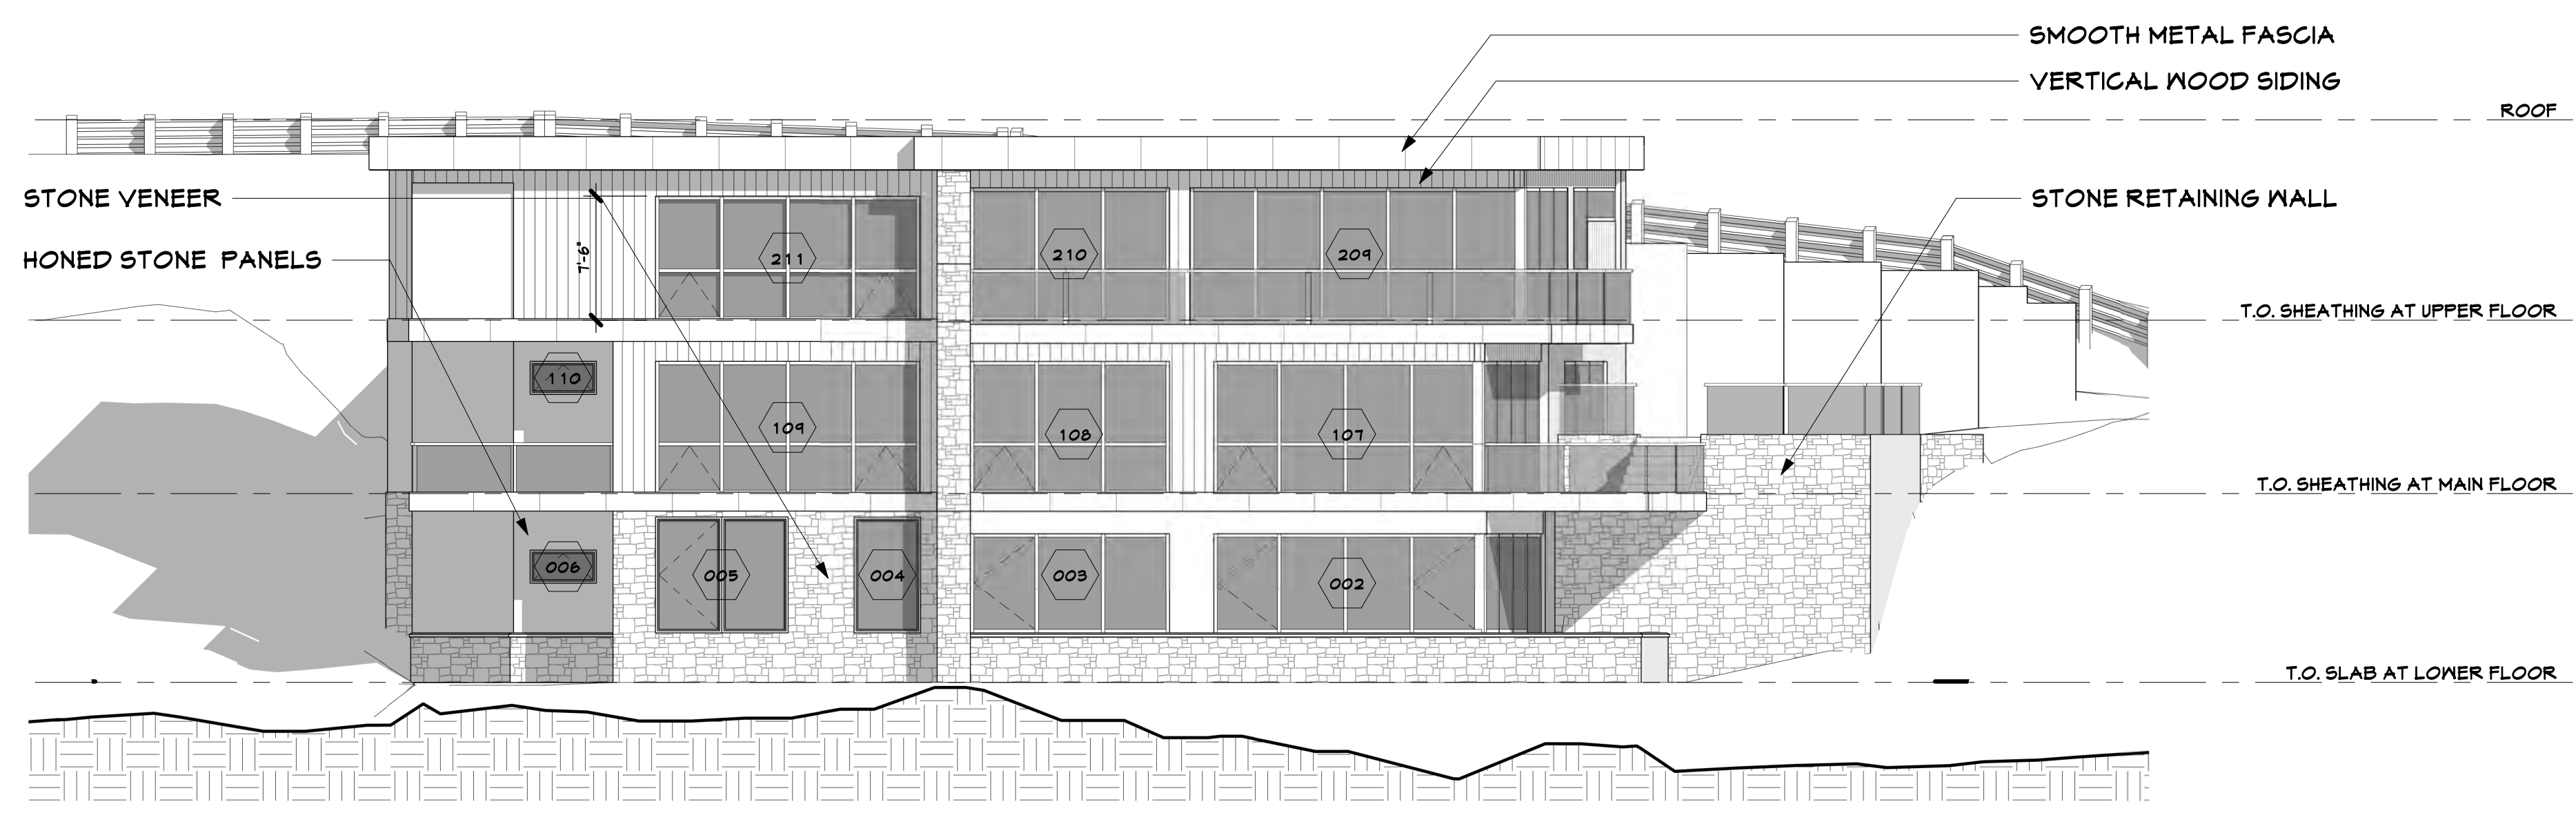 SMOOTH METAL FASCIA
VERTICAL WOOD SIDING
ROOF
STONE VENEER
STONE RETAINING WALL
HONED STONE PANELS
7'-6"
211
210
209
T.O. SHEATHING AT UPPER FLOOR
110
109
108
107
T.O. SHEATHING AT MAIN FLOOR
006
005
004
003
002
T.O. SLAB AT LOWER FLOOR